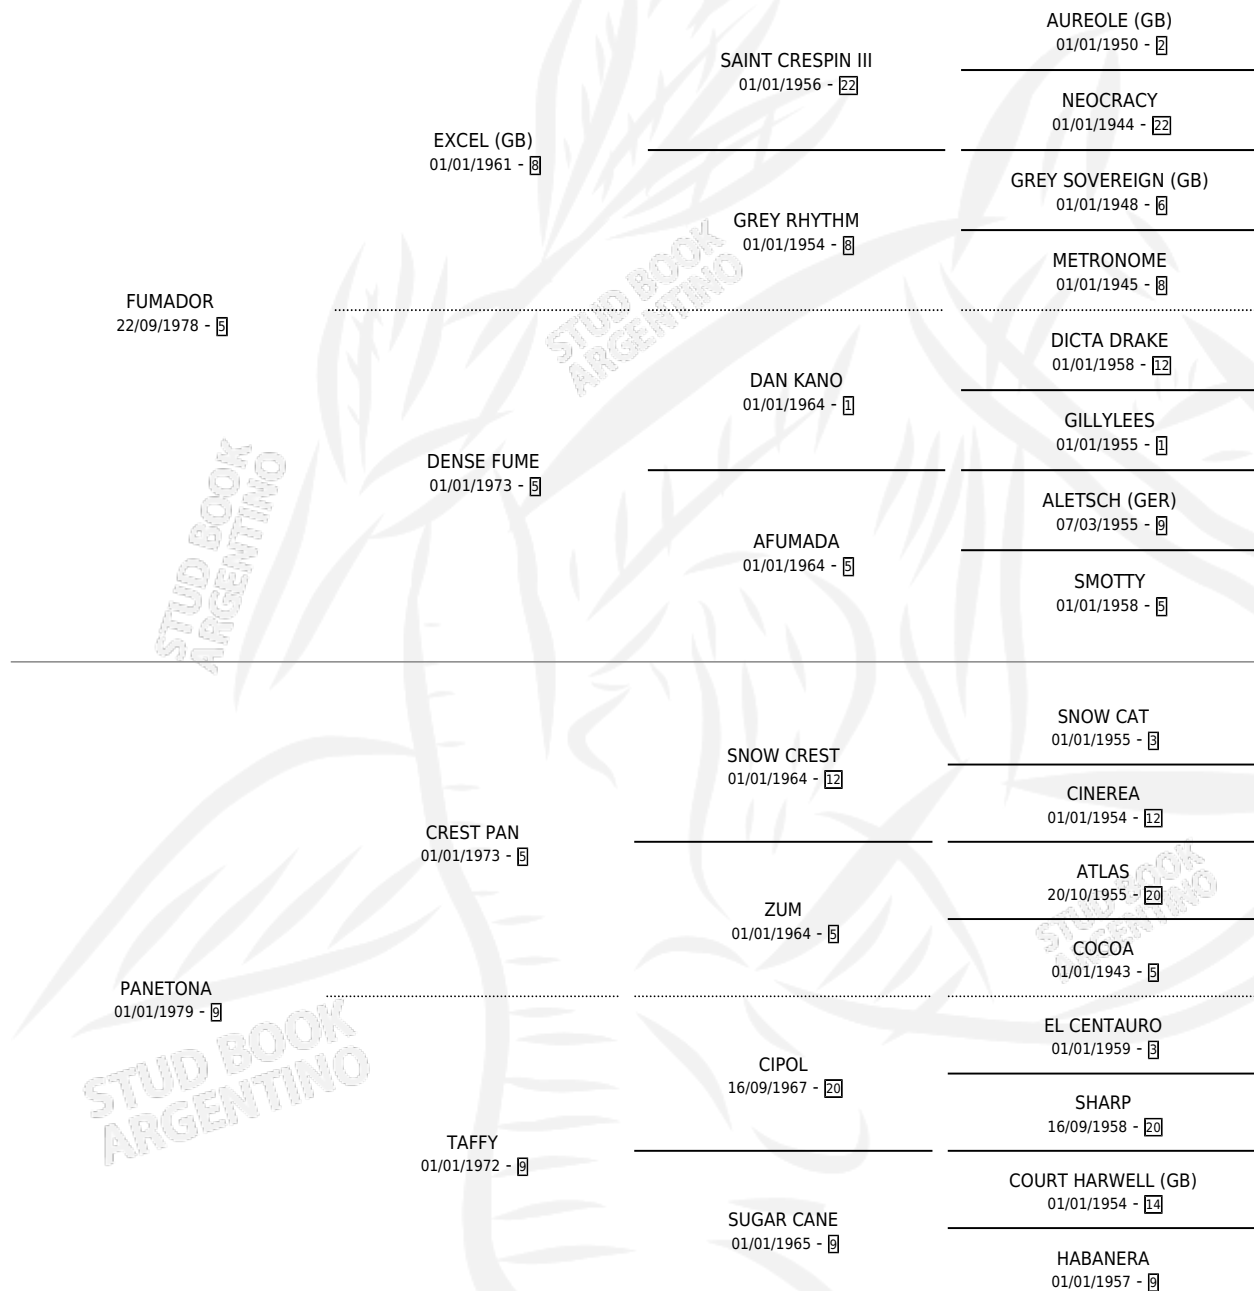 AUREOLE (GB)
01/01/1950 - 2
SAINT CRESPIN III
01/01/1956 - 22
NEOCRACY
01/01/1944 - 22
EXCEL (GB)
01/01/1961 - 8
GREY SOVEREIGN (GB)
01/01/1948 - 6
GREY RHYTHM
01/01/1954 - 8
METRONOME
01/01/1945 - 8
FUMADOR
22/09/1978 - 5
STUD BOOK
ARGENTINO
DICTA DRAKE
01/01/1958 - 12
DAN KANO
01/01/1964 - 1
GILLYLEES
01/01/1955 - 1
DENSE FUME
01/01/1973 - 5
ALETSCH (GER)
07/03/1955 - 9
AFUMADA
01/01/1964 - 5
SMOTTY
01/01/1958 - 5
STUD BOOK
ARGENTINO
SNOW CAT
01/01/1955 - 3
SNOW CREST
01/01/1964 - 12
CINEREA
01/01/1954 - 12
CREST PAN
01/01/1973 - 5
ATLAS
20/10/1955 - 20
ZUM
01/01/1964 - 5
STUD BOOK
ARGENTINO
COCOA
01/01/1943 - 5
PANETONA
01/01/1979 - 9
STUD BOOK
ARGENTINO
EL CENTAURO
01/01/1959 - 3
CIPOL
16/09/1967 - 20
SHARP
16/09/1958 - 20
TAFFY
01/01/1972 - 9
COURT HARWELL (GB)
01/01/1954 - 14
SUGAR CANE
01/01/1965 - 9
HABANERA
01/01/1957 - 9